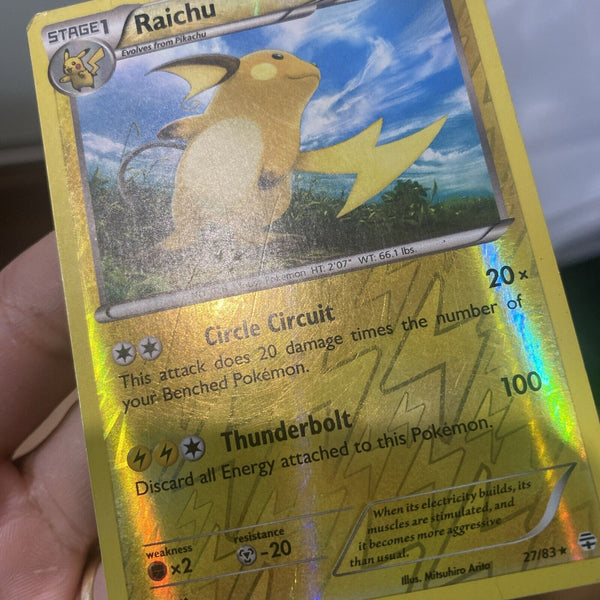 STAGE1
Raichu
Evolves from Pikachu
Pokémon HT: 2'07" WT: 66.1 lbs.
Circle Circuit 20×
This attack does 20 damage times the number of
your Benched Pokémon.
Thunderbolt 100
Discard all Energy attached to this Pokémon.
weakness
×2
resistance
-20
When its electricity builds, its
muscles are stimulated, and
it becomes more aggressive
than usual.
Illus. Mitsuhiro Arita
27/83★